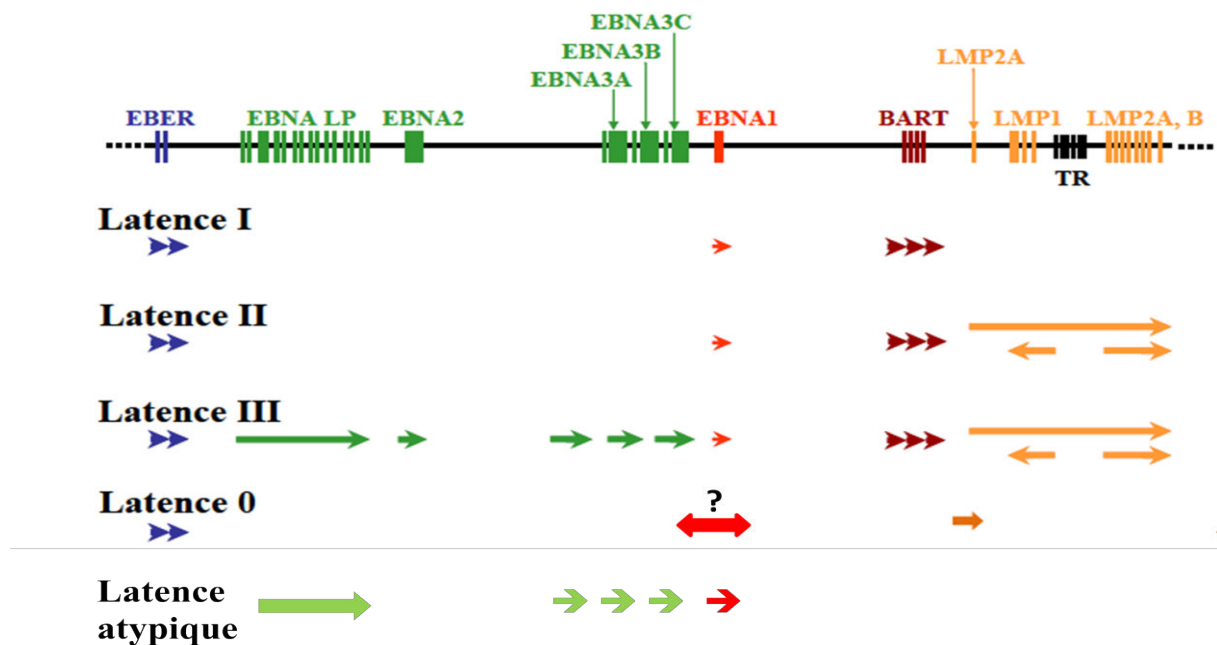 EBNA3C
EBNA3B
LMP2A
EBNA3A
EBER EBNA LP EBNA2 EBNA1 BART LMP1 LMP2A, B
TR
Latence I
Latence II
Latence III
Latence 0
?
Latence
atypique